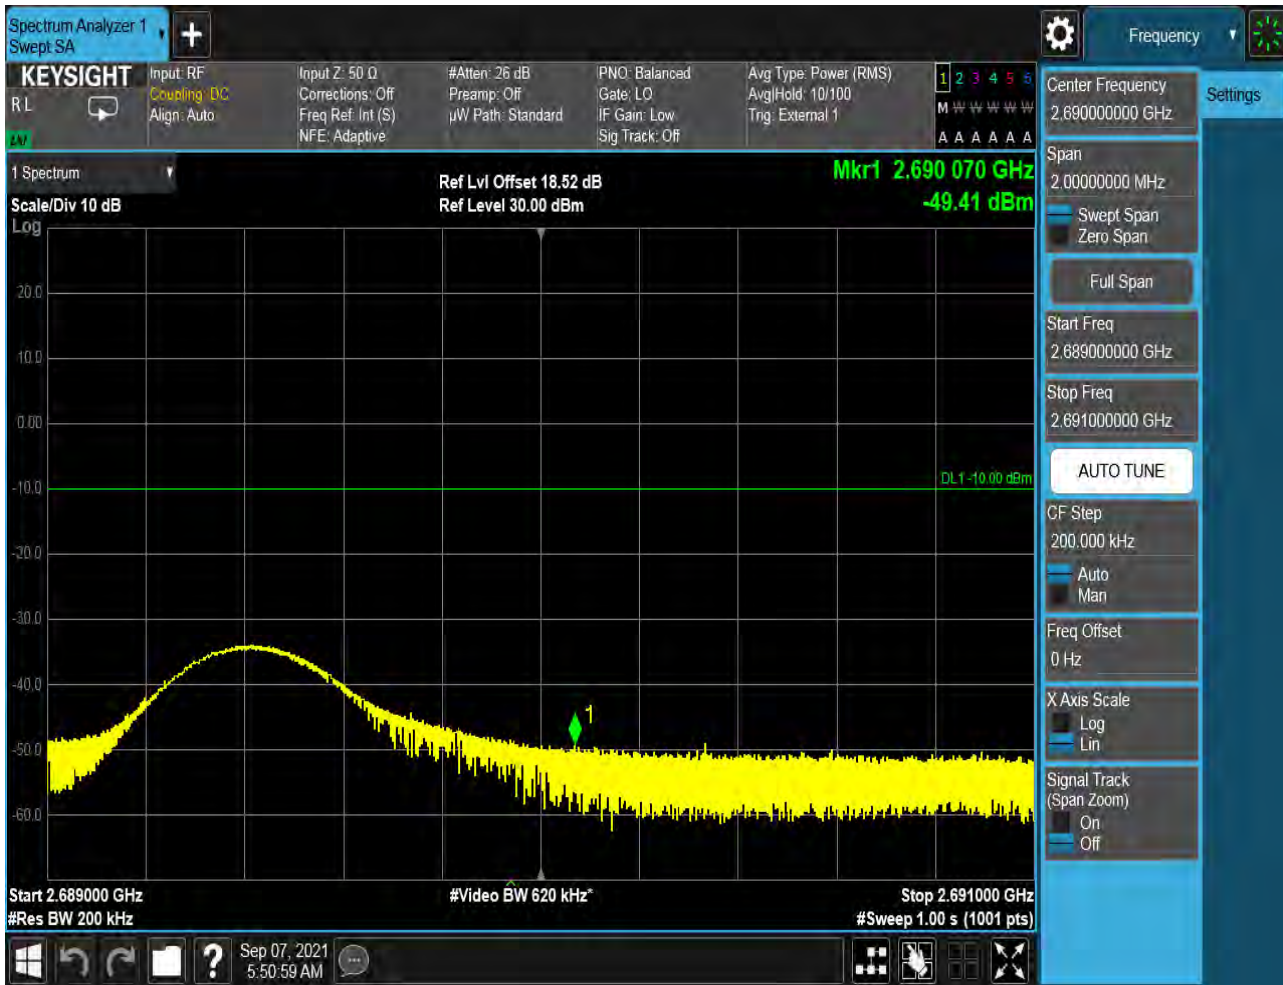 Spectrum Analyzer 1
Swept SA
Frequency
KEYSIGHT
R L
LXI
Input: RF
Coupling: DC
Align: Auto
Input Z: 50 Ω
Corrections: Off
Freq Ref: Int (S)
NFE: Adaptive
#Atten: 26 dB
Preamp: Off
µW Path: Standard
PNO: Balanced
Gate: LO
IF Gain: Low
Sig Track: Off
Avg Type: Power (RMS)
Avg|Hold: 10/100
Trig: External 1
1 2 3 4 5 6
M W W W W W
A A A A A A
1 Spectrum
Scale/Div 10 dB
Log
Ref Lvl Offset 18.52 dB
Ref Level 30.00 dBm
Mkr1 2.690 070 GHz
-49.41 dBm
20.0
10.0
0.00
-10.0
-20.0
-30.0
-40.0
-50.0
-60.0
DL1 -10.00 dBm
1
Start 2.689000 GHz
#Res BW 200 kHz
#Video BW 620 kHz*
Stop 2.691000 GHz
#Sweep 1.00 s (1001 pts)
Center Frequency
2.690000000 GHz
Settings
Span
2.00000000 MHz
Swept Span
Zero Span
Full Span
Start Freq
2.689000000 GHz
Stop Freq
2.691000000 GHz
AUTO TUNE
CF Step
200.000 kHz
Auto
Man
Freq Offset
0 Hz
X Axis Scale
Log
Lin
Signal Track
(Span Zoom)
On
Off
?
Sep 07, 2021
5:50:59 AM